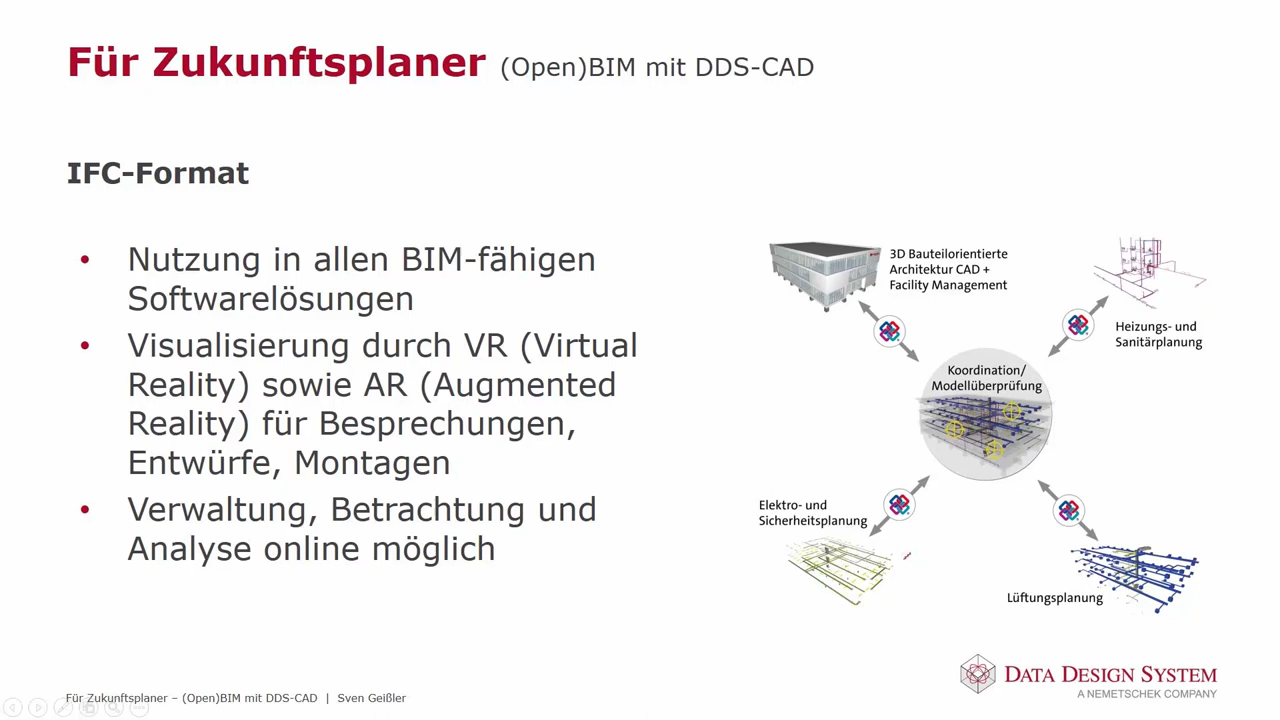 Für Zukunftsplaner (Open)BIM mit DDS-CAD
IFC-Format
• Nutzung in allen BIM-fähigen
Softwarelösungen
• Visualisierung durch VR (Virtual
Reality) sowie AR (Augmented
Reality) für Besprechungen,
Entwürfe, Montagen
• Verwaltung, Betrachtung und
Analyse online möglich
3D Bauteilorientierte
Architektur CAD +
Facility Management
Heizungs- und
Sanitärplanung
Koordination/
Modellüberprüfung
Elektro- und
Sicherheitsplanung
Lüftungsplanung
DATA DESIGN SYSTEM
A NEMETSCHEK COMPANY
Für Zukunftsplaner – (Open)BIM mit DDS-CAD | Sven Geißler